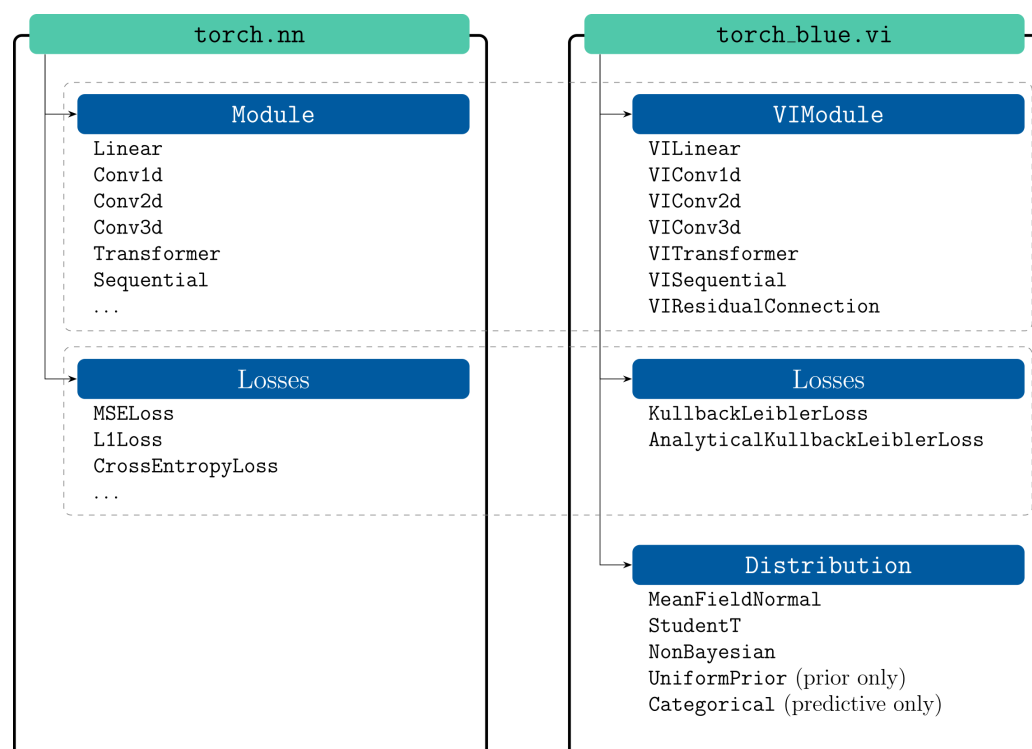 torch.nn
Module
Linear
Conv1d
Conv2d
Conv3d
Transformer
Sequential
...
Losses
MSELoss
L1Loss
CrossEntropyLoss
...
torch_blue.vi
VIModule
VILinear
VIConv1d
VIConv2d
VIConv3d
VITransformer
VISequential
VIResidualConnection
Losses
KullbackLeiblerLoss
AnalyticalKullbackLeiblerLoss
Distribution
MeanFieldNormal
StudentT
NonBayesian
UniformPrior (prior only)
Categorical (predictive only)